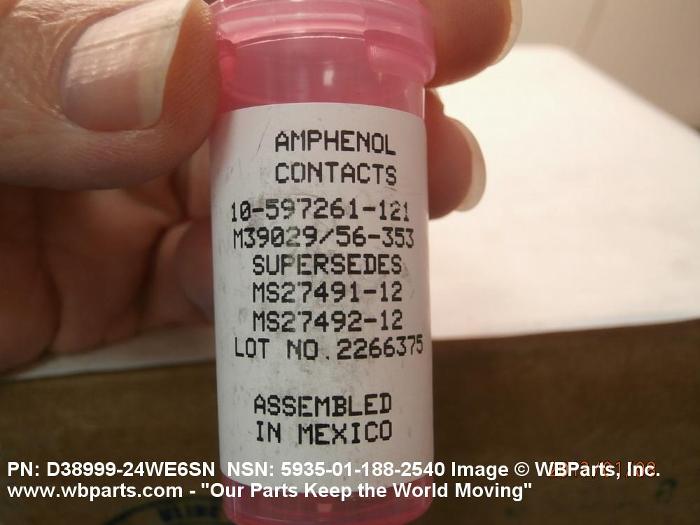 AMPHENOL
CONTACTS
10-597261-121
M39029/56-353
SUPERSEDES
MS27491-12
MS27492-12
LOT NO.2266375
ASSEMBLED
IN MEXICO
PN: D38999-24WE6SN NSN: 5935-01-188-2540 Image © WBParts, Inc.
www.wbparts.com - "Our Parts Keep the World Moving"